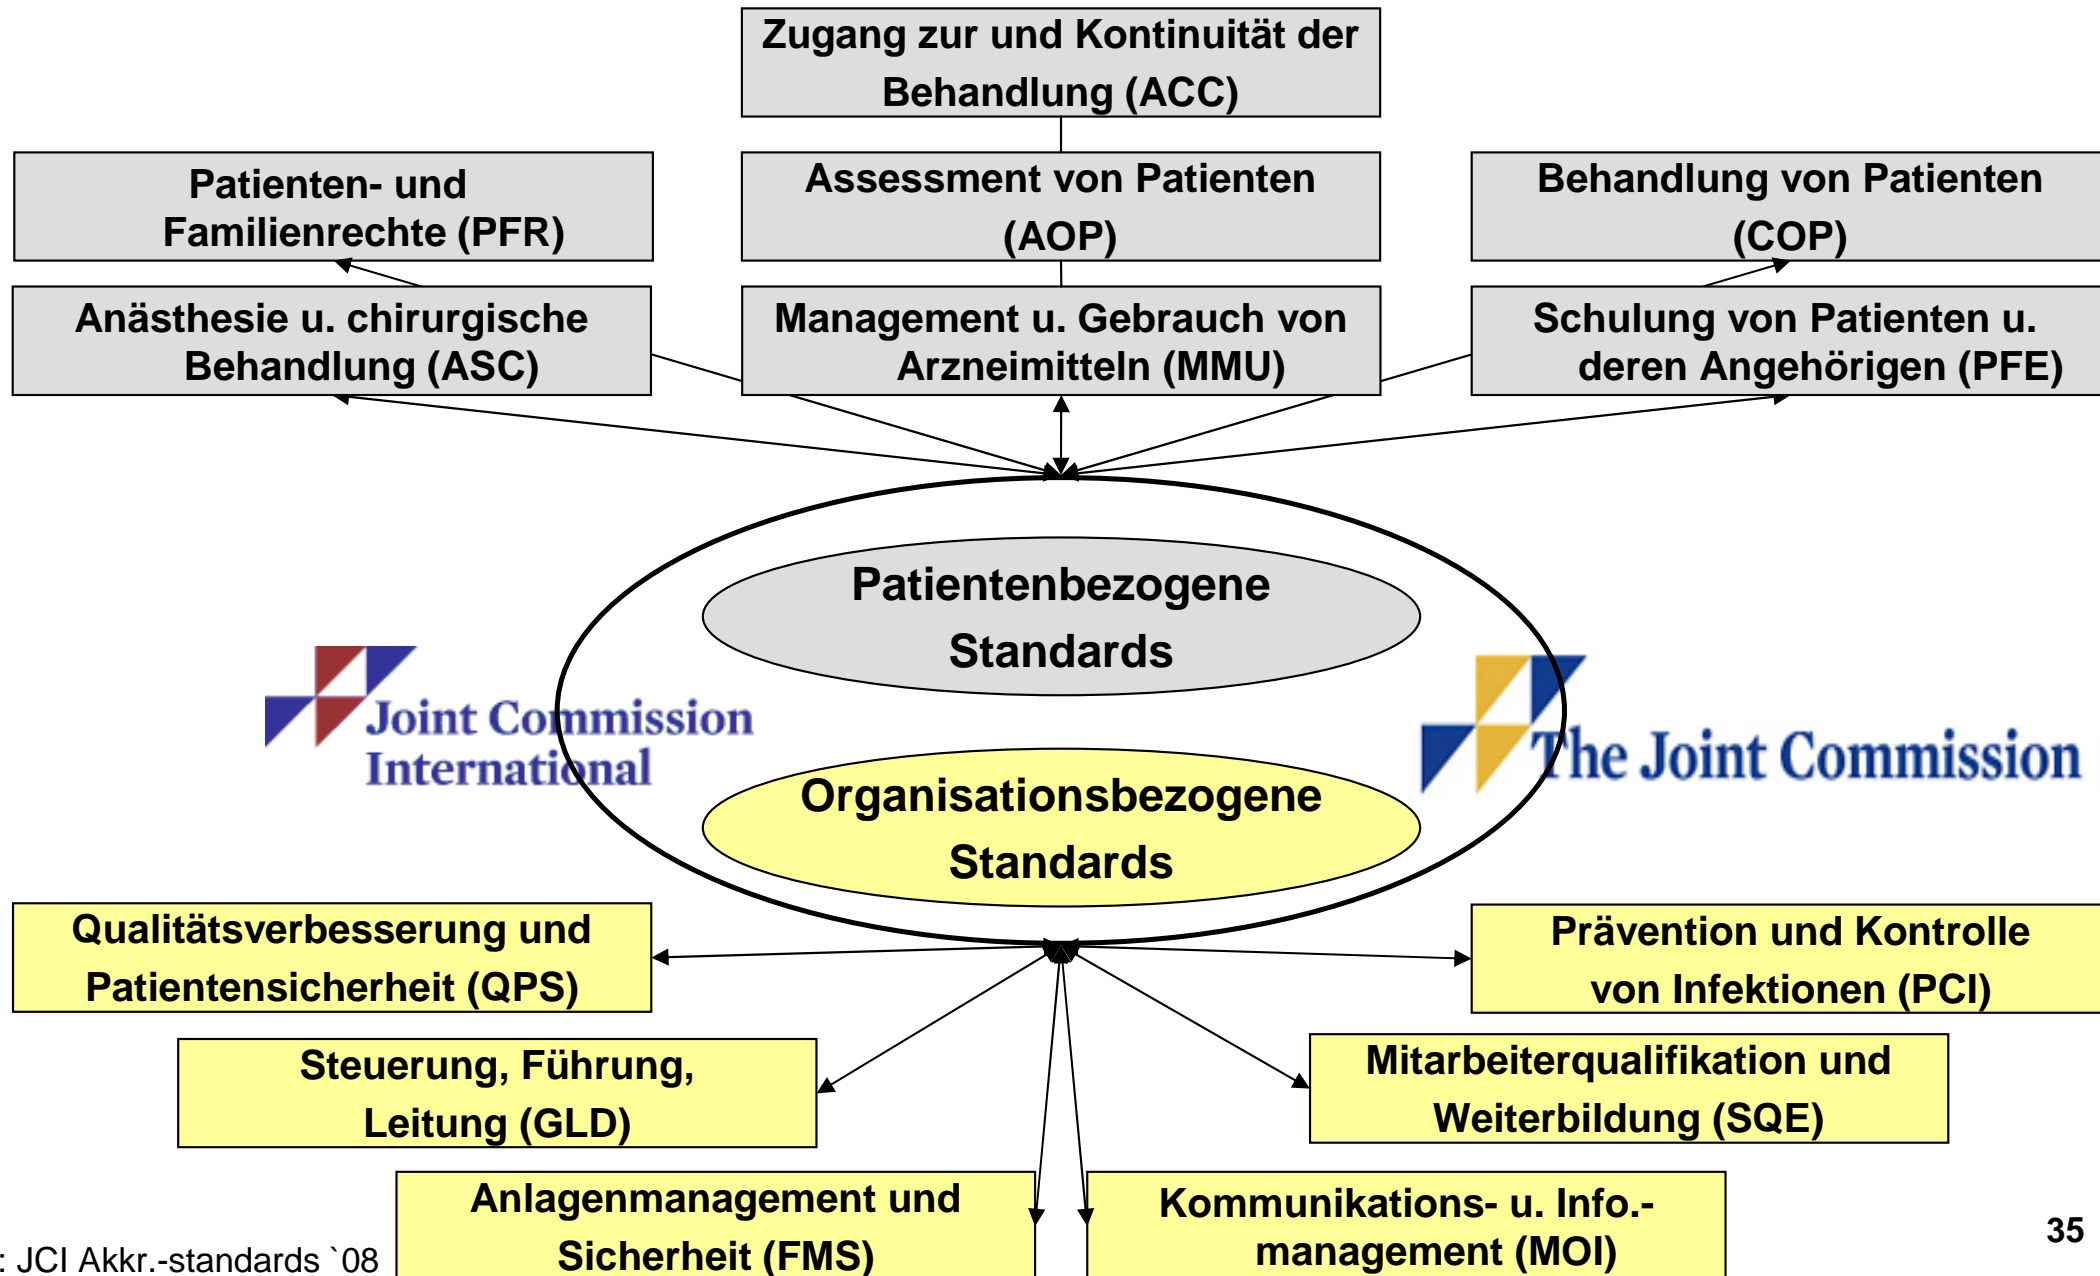 Zugang zur und Kontinuität der
Behandlung (ACC)
Patienten- und
Familienrechte (PFR)
Assessment von Patienten
(AOP)
Behandlung von Patienten
(COP)
Anästhesie u. chirurgische
Behandlung (ASC)
Management u. Gebrauch von
Arzneimitteln (MMU)
Schulung von Patienten u.
deren Angehörigen (PFE)
Patientenbezogene
Standards
Joint Commission
International
The Joint Commission
Organisationsbezogene
Standards
Qualitätsverbesserung und
Patientensicherheit (QPS)
Prävention und Kontrolle
von Infektionen (PCI)
Steuerung, Führung,
Leitung (GLD)
Mitarbeiterqualifikation und
Weiterbildung (SQE)
Anlagenmanagement und
Sicherheit (FMS)
Kommunikations- u. Info.-
management (MOI)
: JCI Akkr.-standards `08
35